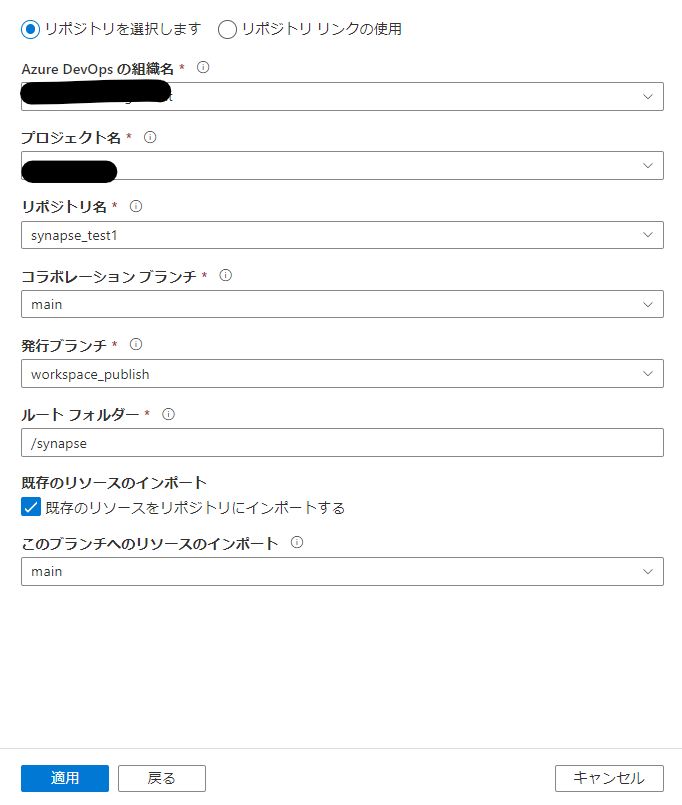 リポジトリを選択します リポジトリ リンクの使用
Azure DevOps の組織名 *
プロジェクト名 *
リポジトリ名 *
synapse_test1
コラボレーション ブランチ *
main
発行ブランチ *
workspace_publish
ルート フォルダー *
/synapse
既存のリソースのインポート
既存のリソースをリポジトリにインポートする
このブランチへのリソースのインポート
main
適用 戻る キャンセル